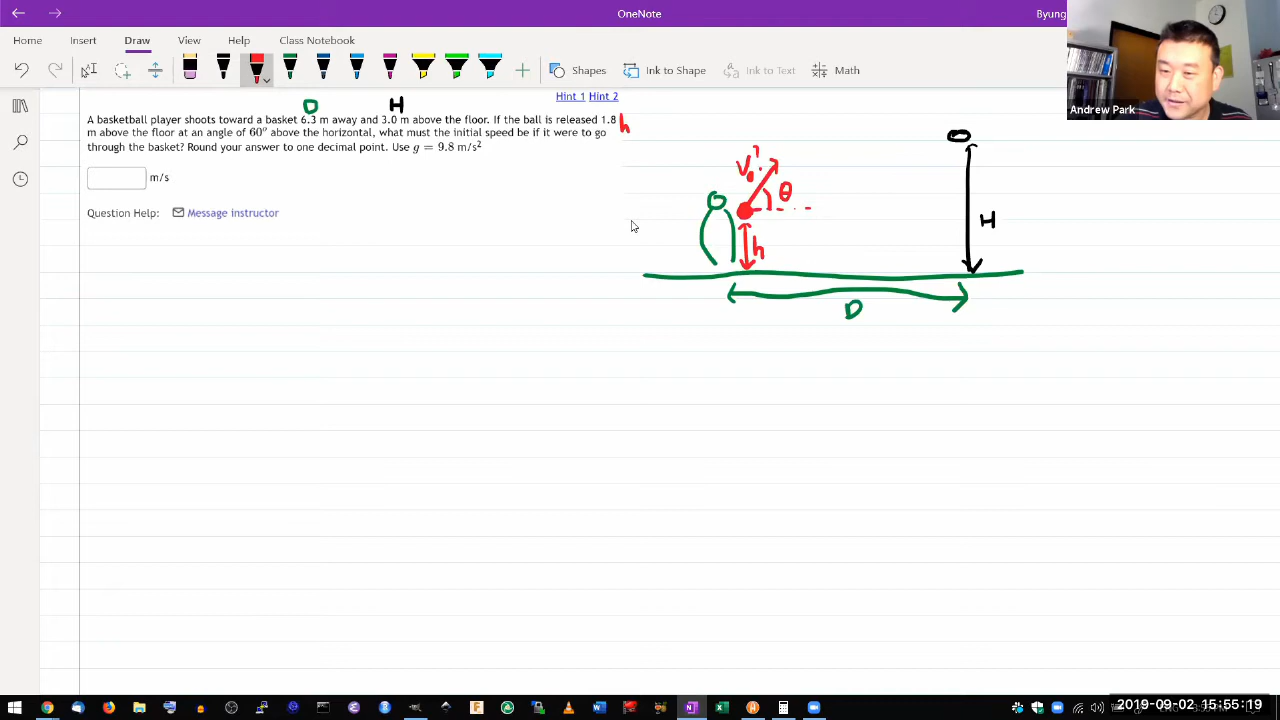 OneNote
Byung
Home Insert Draw View Help Class Notebook
Shapes Ink to Shape Ink to Text Math
Andrew Park
D H
Hint 1 Hint 2
A basketball player shoots toward a basket 6.3 m away and 3.0 m above the floor. If the ball is released 1.8 h
m above the floor at an angle of 60° above the horizontal, what must the initial speed be if it were to go
through the basket? Round your answer to one decimal point. Use g = 9.8 m/s²
m/s
Question Help: Message instructor
V₀ ?
θ
h
H
D
2019-09-02 15:55:19